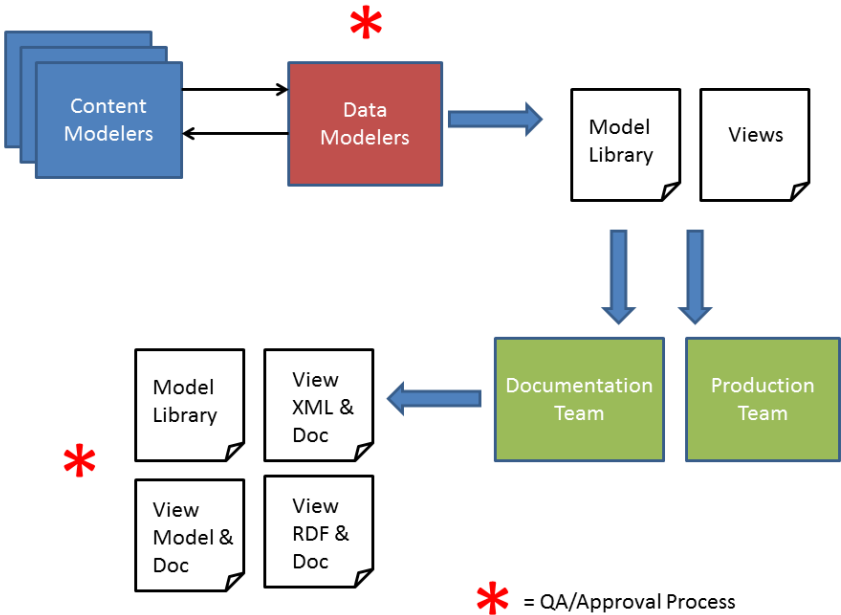 *
Content
Modelers
Data
Modelers
Model
Library
Views
Documentation
Team
Production
Team
Model
Library
View
XML &
Doc
*
View
Model &
Doc
View
RDF &
Doc
* = QA/Approval Process